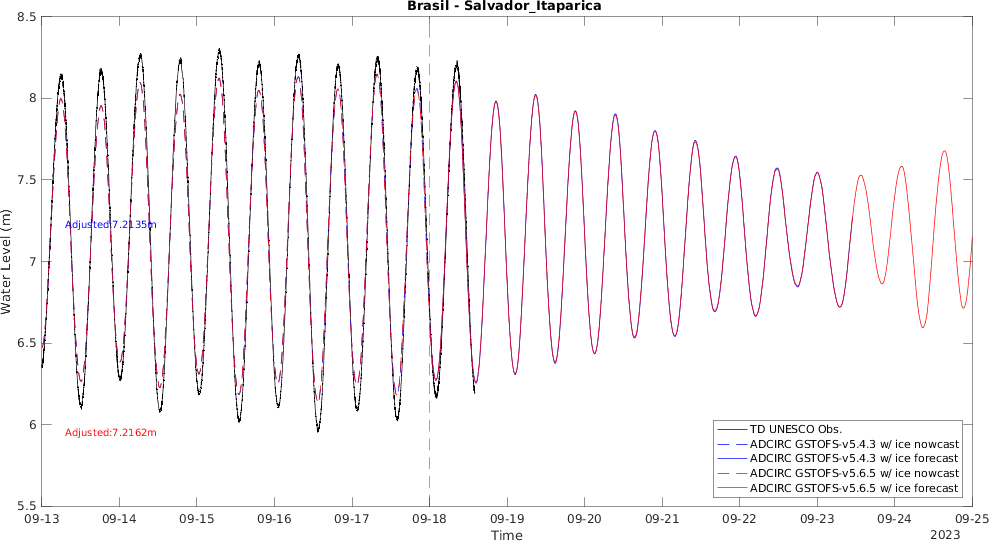 Brasil - Salvador_Itaparica
8.5
8
7.5
7
6.5
6
5.5
Water Level (m)
Adjusted:7.2135m
Adjusted:7.2162m
TD UNESCO Obs.
ADCIRC GSTOFS-v5.4.3 w/ ice nowcast
ADCIRC GSTOFS-v5.4.3 w/ ice forecast
ADCIRC GSTOFS-v5.6.5 w/ ice nowcast
ADCIRC GSTOFS-v5.6.5 w/ ice forecast
09-13 09-14 09-15 09-16 09-17 09-18 09-19 09-20 09-21 09-22 09-23 09-24 09-25
Time
2023